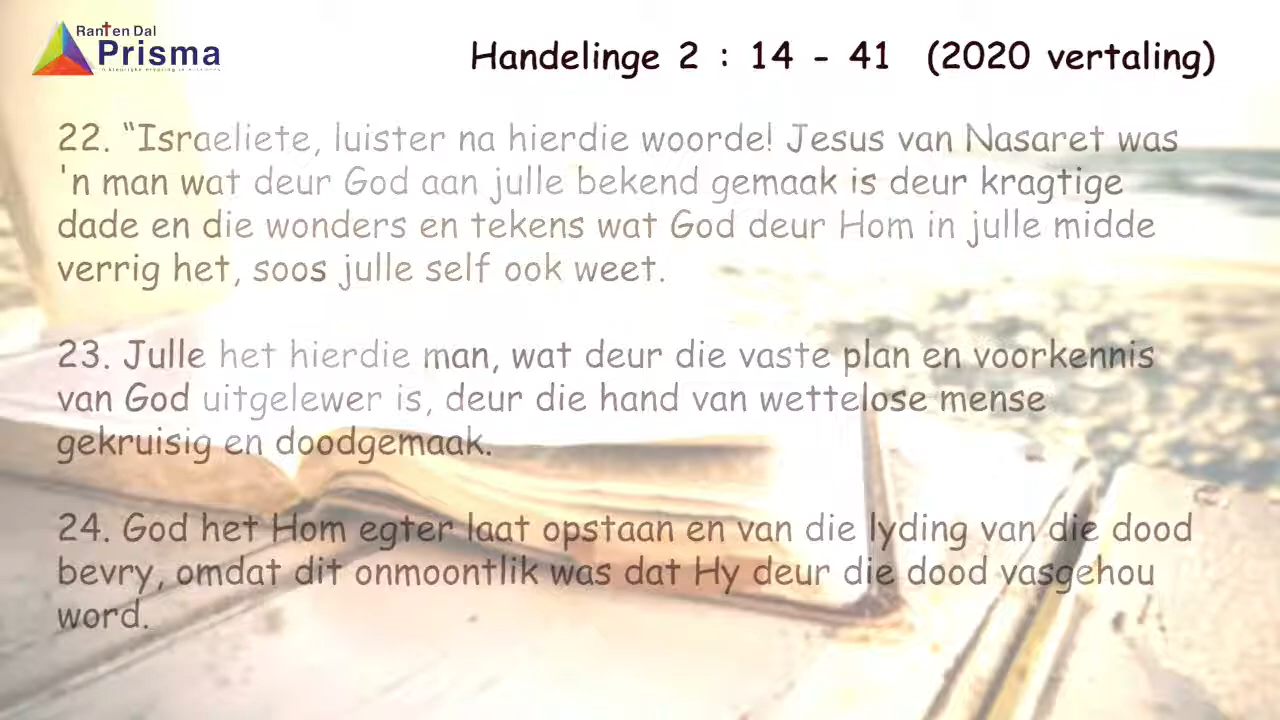 Rant en Dal
Prisma
Handelinge 2 : 14 - 41 (2020 vertaling)
22. “Israeliete, luister na hierdie woorde! Jesus van Nasaret was
'n man wat deur God aan julle bekend gemaak is deur kragtige
dade en die wonders en tekens wat God deur Hom in julle midde
verrig het, soos julle self ook weet.
23. Julle het hierdie man, wat deur die vaste plan en voorkennis
van God uitgelewer is, deur die hand van wettelose mense
gekruisig en doodgemaak.
24. God het Hom egter laat opstaan en van die lyding van die dood
bevry, omdat dit onmoontlik was dat Hy deur die dood vasgehou
word.